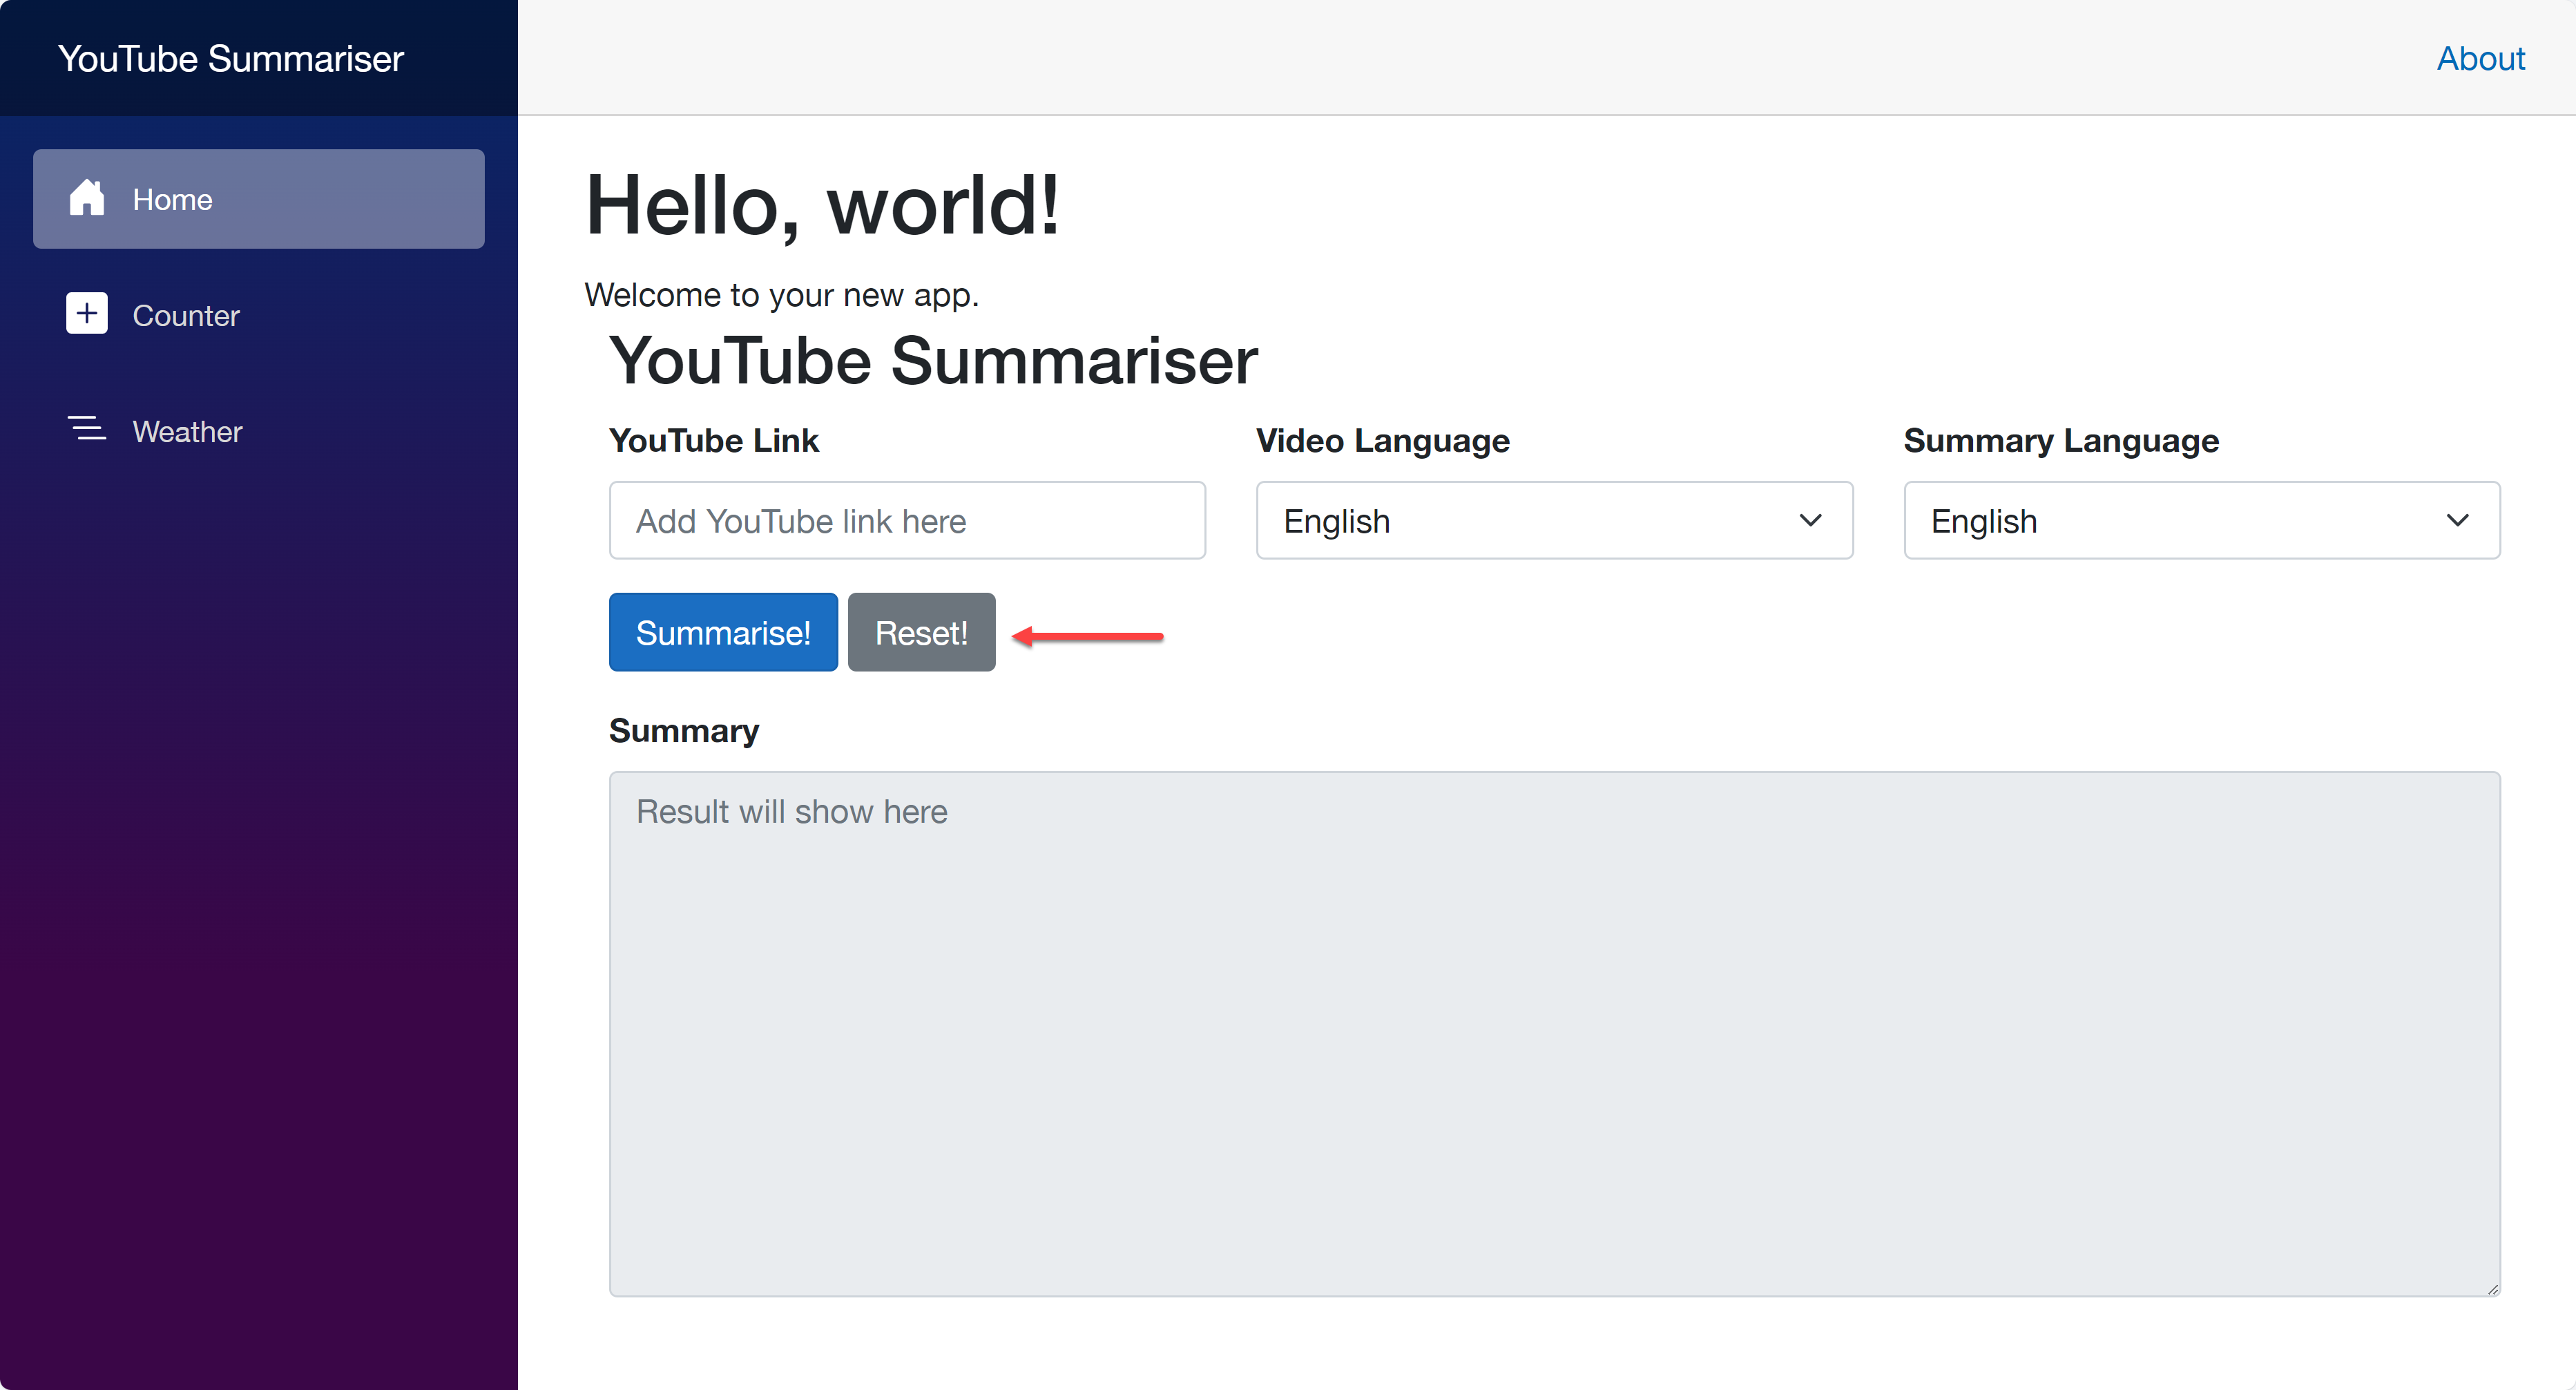 YouTube Summariser
About
Home
Counter
Weather
Hello, world!
Welcome to your new app.
YouTube Summariser
YouTube Link
Video Language
Summary Language
Add YouTube link here
English
English
Summarise!
Reset!
Summary
Result will show here